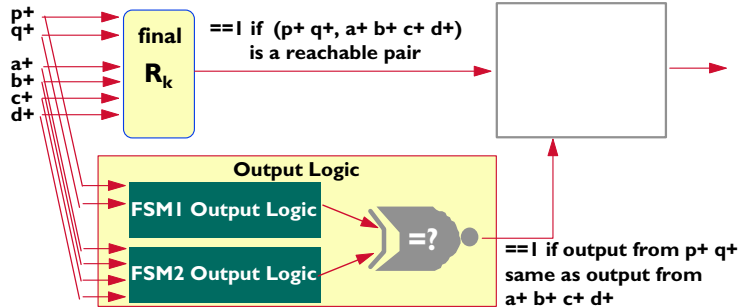 p+
q+
a+
b+
c+
d+
final
Rk
==1 if (p+ q+, a+ b+ c+ d+)
is a reachable pair
Output Logic
FSM1 Output Logic
FSM2 Output Logic
=?
==1 if output from p+ q+
same as output from
a+ b+ c+ d+